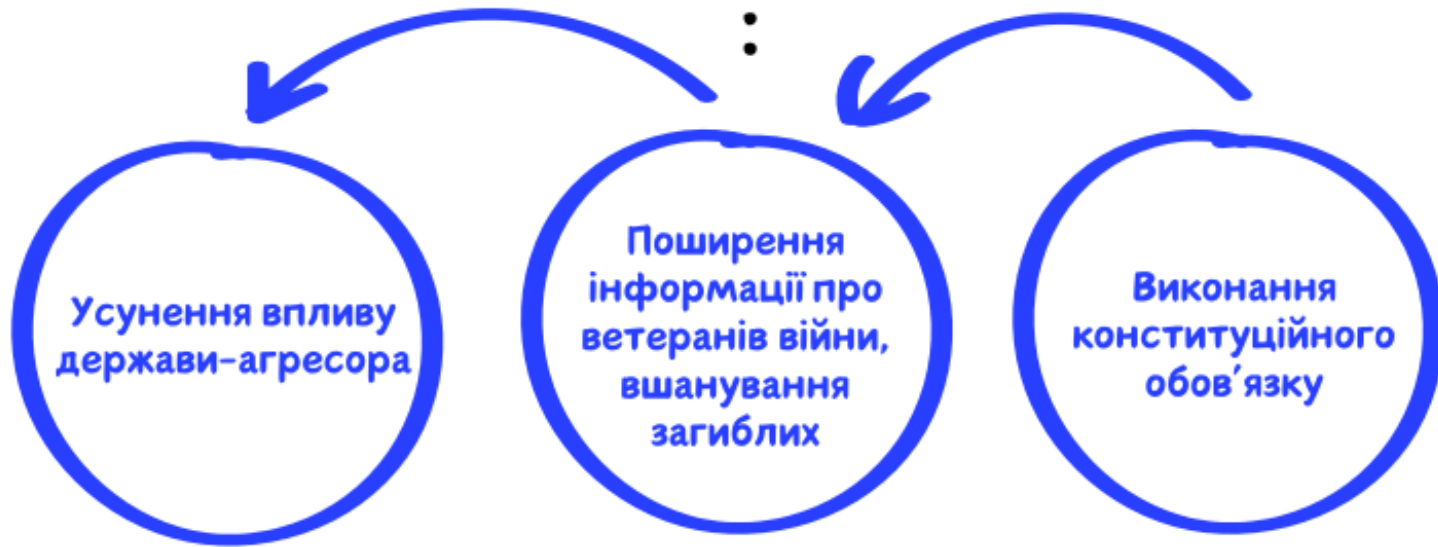 :
Усунення впливу
держави-агресора
Поширення
інформації про
ветеранів війни,
вшанування
загиблих
Виконання
конституційного
обов'язку